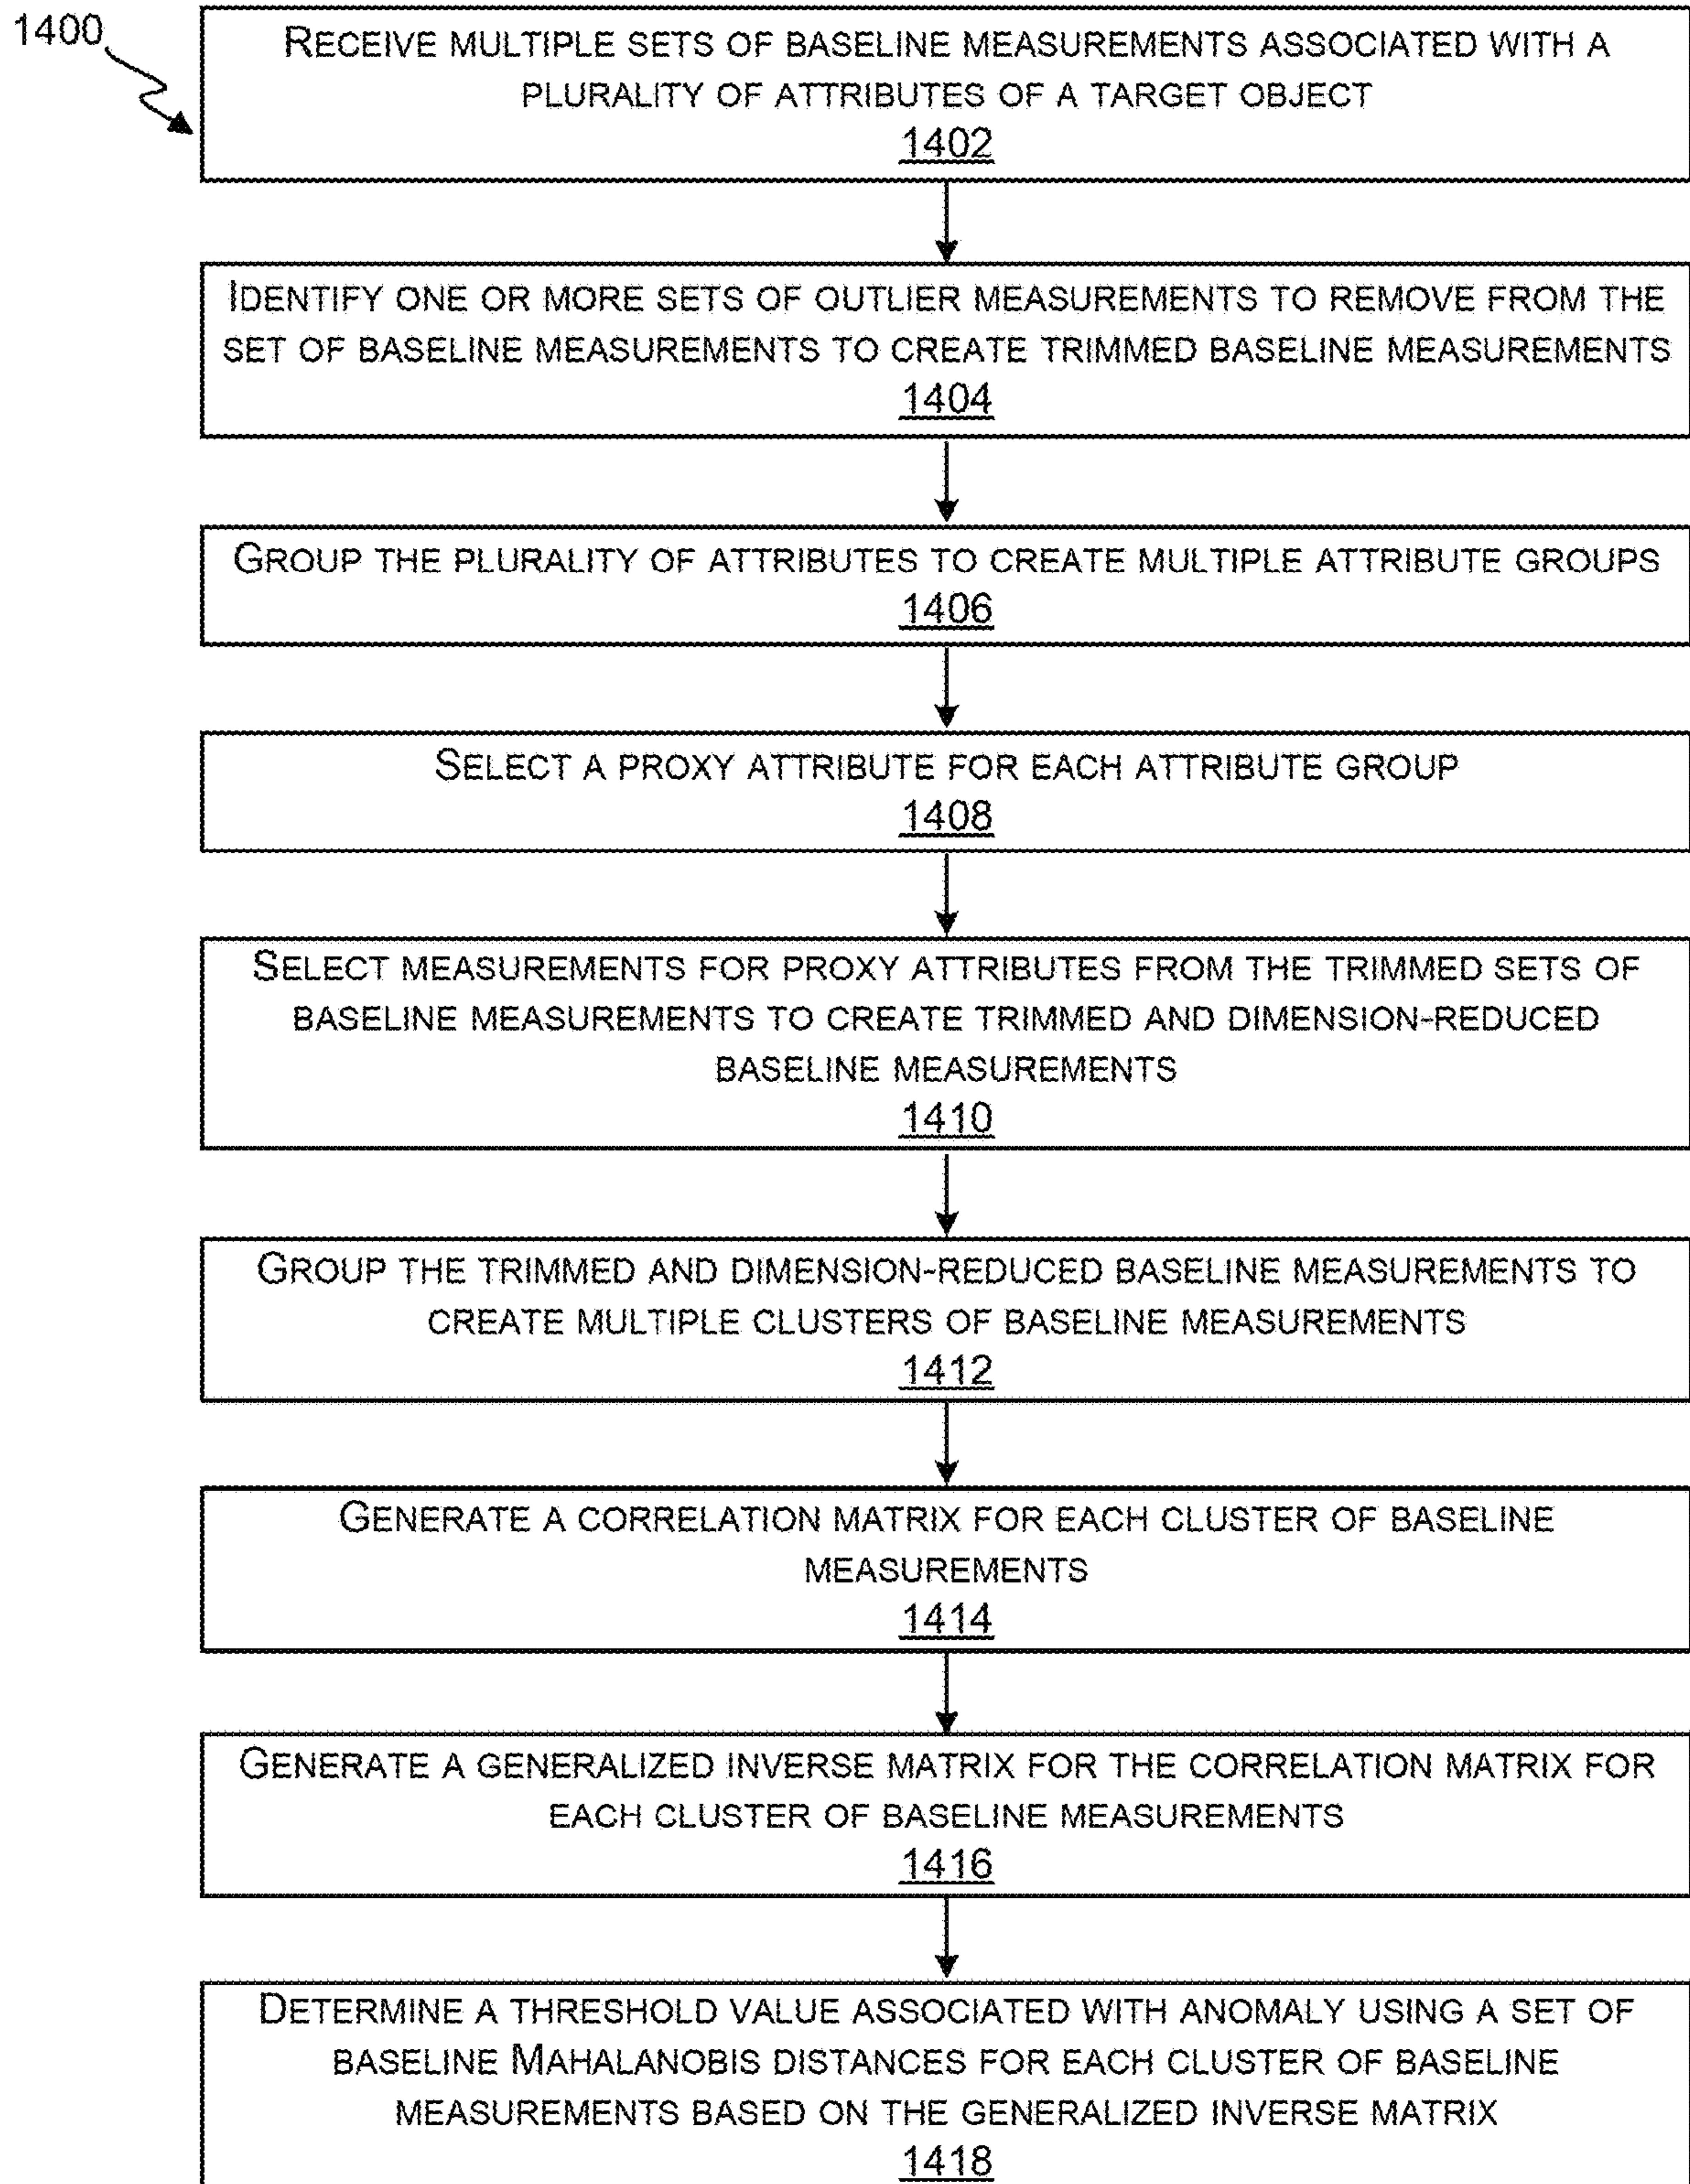 1400
RECEIVE MULTIPLE SETS OF BASELINE MEASUREMENTS ASSOCIATED WITH A
PLURALITY OF ATTRIBUTES OF A TARGET OBJECT
1402
IDENTIFY ONE OR MORE SETS OF OUTLIER MEASUREMENTS TO REMOVE FROM THE
SET OF BASELINE MEASUREMENTS TO CREATE TRIMMED BASELINE MEASUREMENTS
1404
GROUP THE PLURALITY OF ATTRIBUTES TO CREATE MULTIPLE ATTRIBUTE GROUPS
1406
SELECT A PROXY ATTRIBUTE FOR EACH ATTRIBUTE GROUP
1408
SELECT MEASUREMENTS FOR PROXY ATTRIBUTES FROM THE TRIMMED SETS OF
BASELINE MEASUREMENTS TO CREATE TRIMMED AND DIMENSION-REDUCED
BASELINE MEASUREMENTS
1410
GROUP THE TRIMMED AND DIMENSION-REDUCED BASELINE MEASUREMENTS TO
CREATE MULTIPLE CLUSTERS OF BASELINE MEASUREMENTS
1412
GENERATE A CORRELATION MATRIX FOR EACH CLUSTER OF BASELINE
MEASUREMENTS
1414
GENERATE A GENERALIZED INVERSE MATRIX FOR THE CORRELATION MATRIX FOR
EACH CLUSTER OF BASELINE MEASUREMENTS
1416
DETERMINE A THRESHOLD VALUE ASSOCIATED WITH ANOMALY USING A SET OF
BASELINE MAHALANOBIS DISTANCES FOR EACH CLUSTER OF BASELINE
MEASUREMENTS BASED ON THE GENERALIZED INVERSE MATRIX
1418